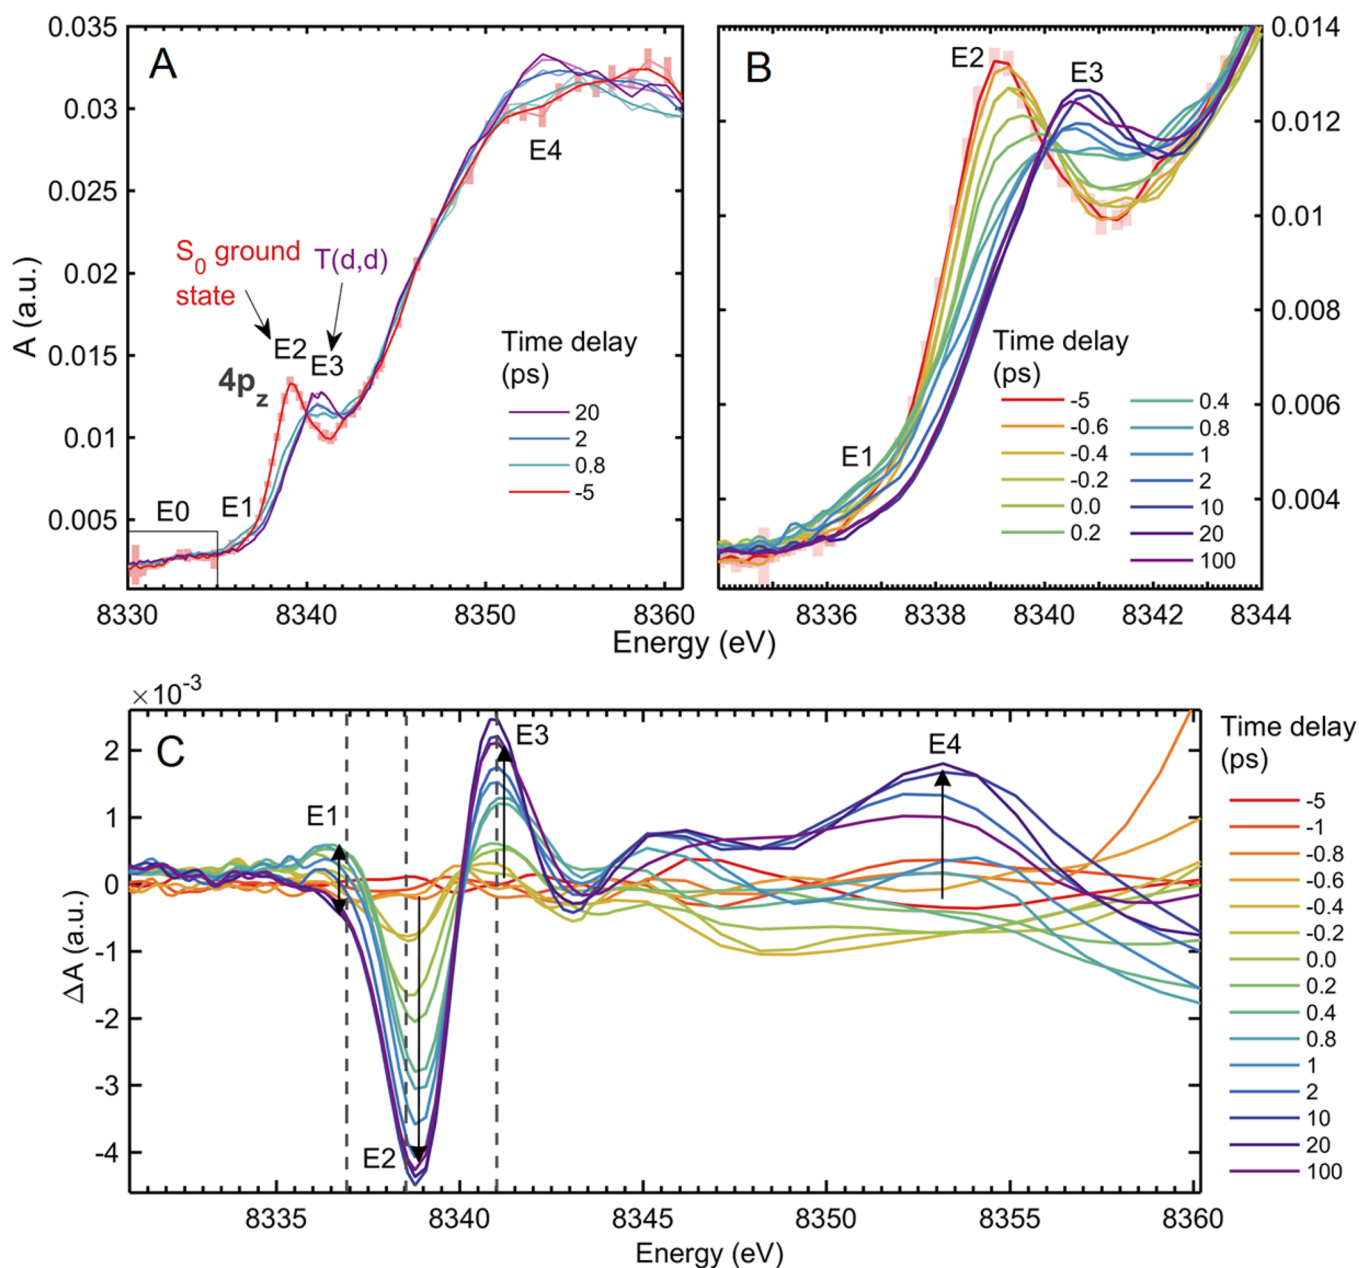 A
0.035
0.03
0.025
0.02
0.015
0.01
0.005
A (a.u.)
S0 ground
state
T(d,d)
E2
E3
4pz
E0
E1
E4
Time delay
(ps)
20
2
0.8
-5
8330
8340
8350
8360
B
E2
E3
E1
0.014
0.012
0.01
0.008
0.006
0.004
Time delay
(ps)
-5
-0.6
-0.4
-0.2
0.0
0.2
0.4
0.8
1
2
10
20
100
8336
8338
8340
8342
8344
Energy (eV)
×10-3
C
2
1
0
-1
-2
-3
-4
ΔA (a.u.)
E1
E2
E3
E4
8335
8340
8345
8350
8355
8360
Energy (eV)
Time delay
(ps)
-5
-1
-0.8
-0.6
-0.4
-0.2
0.0
0.2
0.4
0.8
1
2
10
20
100